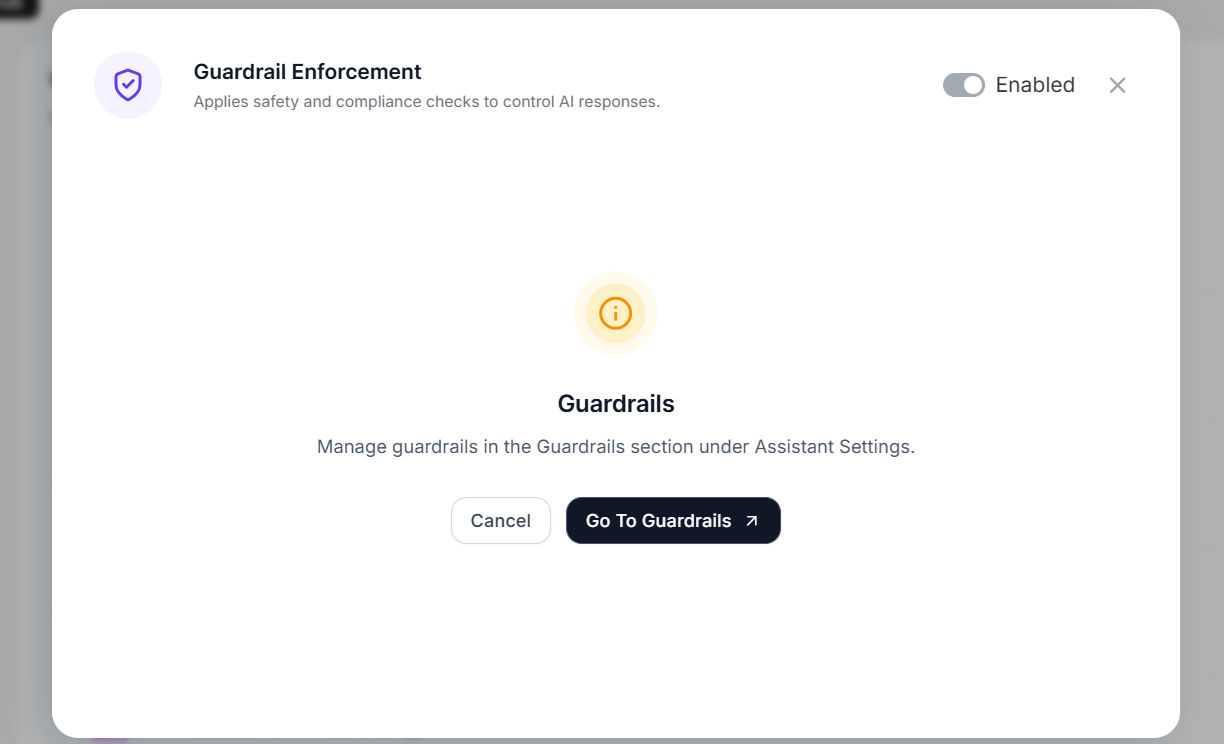 Guardrail Enforcement
Applies safety and compliance checks to control AI responses.
Enabled
Guardrails
Manage guardrails in the Guardrails section under Assistant Settings.
Cancel
Go To Guardrails